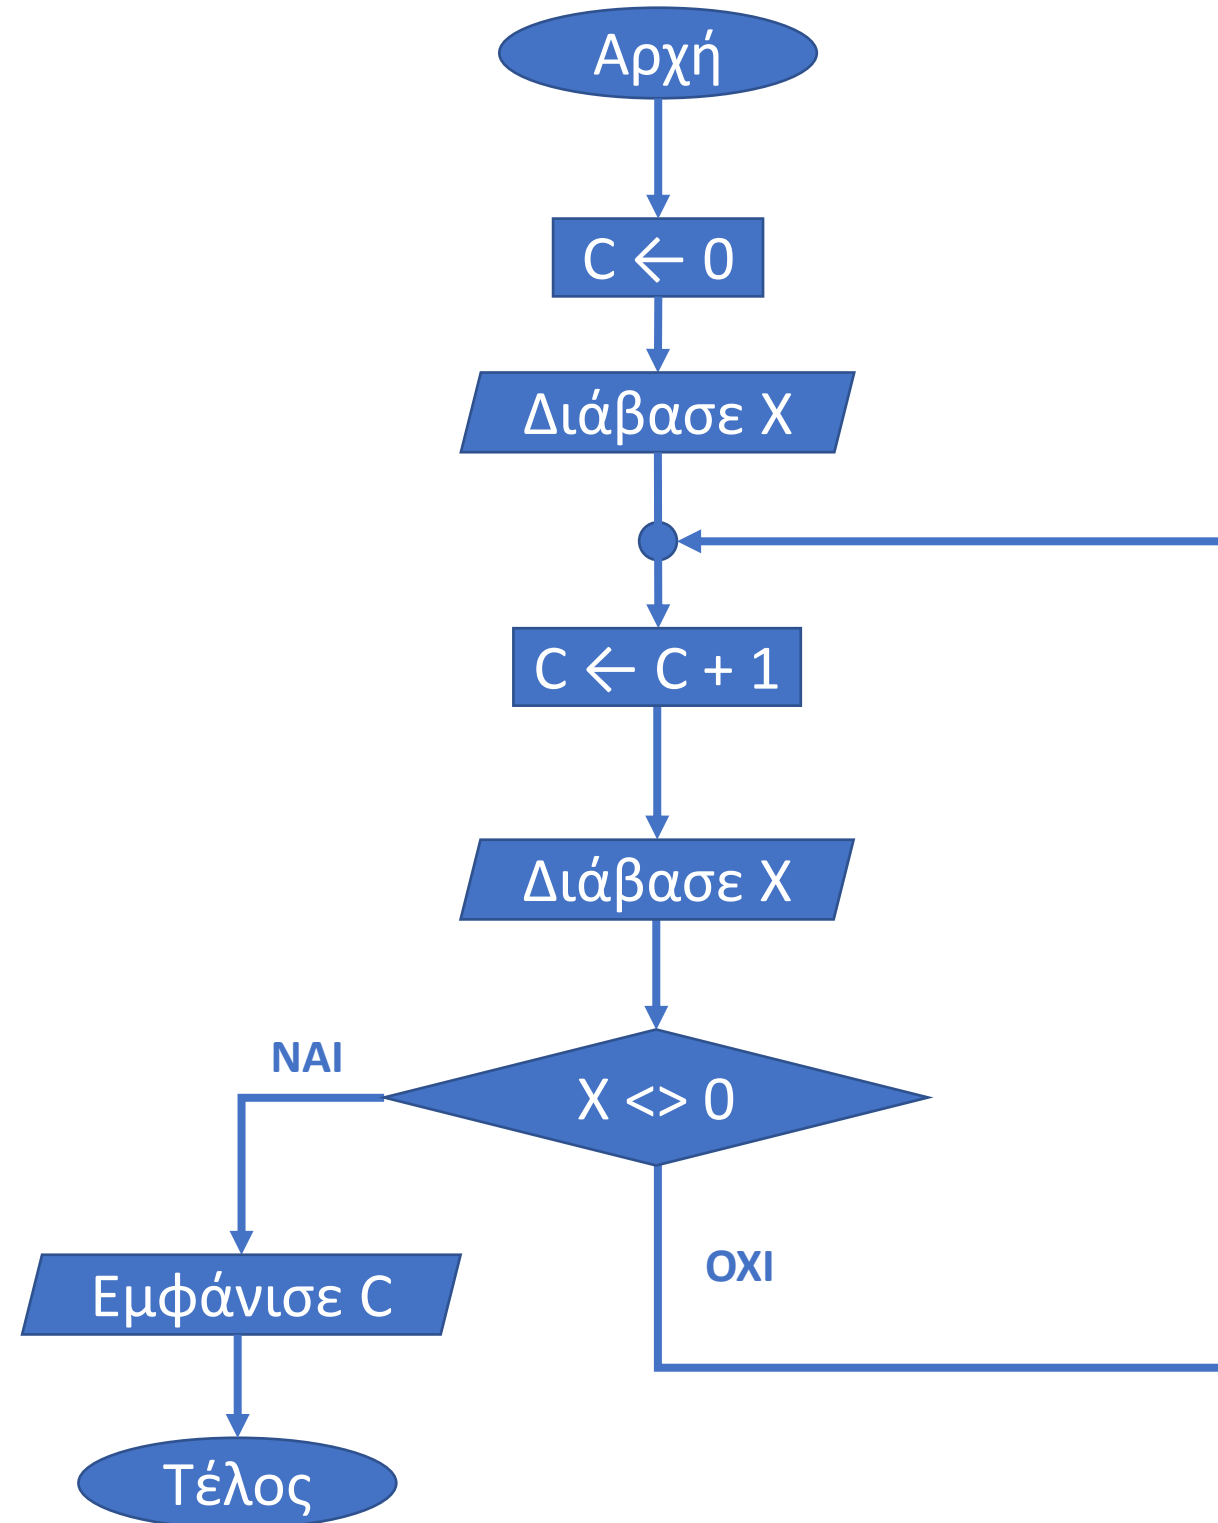 Αρχή
C ← 0
Διάβασε Χ
C ← C + 1
Διάβασε Χ
ΝΑΙ
Χ <> 0
ΟΧΙ
Εμφάνισε C
Τέλος